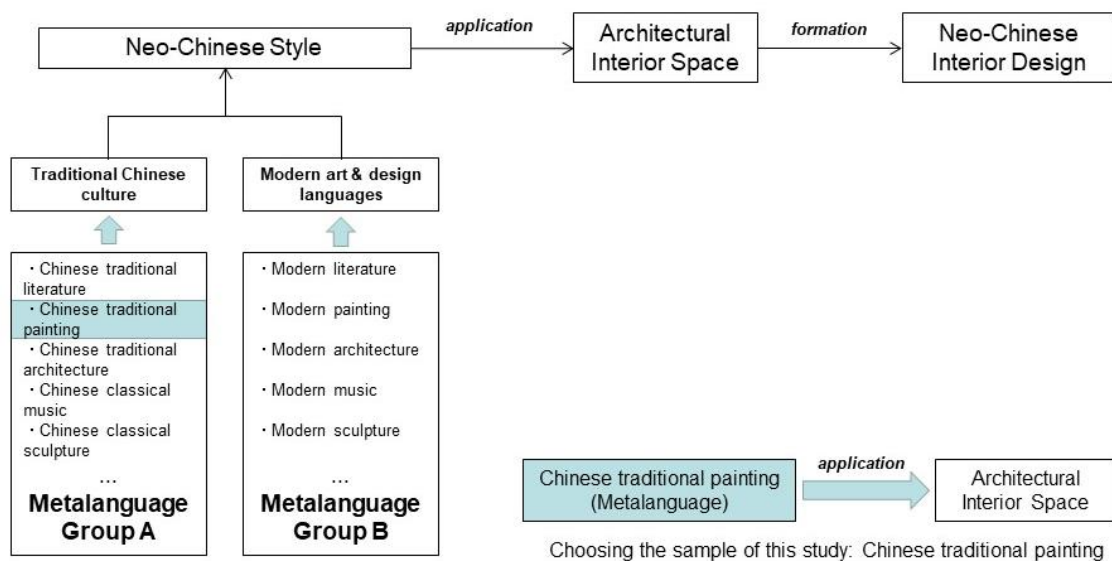 Neo-Chinese Style
application
Architectural
Interior Space
formation
Neo-Chinese
Interior Design
Traditional Chinese
culture
Modern art & design
languages
・Chinese traditional
literature
・Chinese traditional
painting
・Chinese traditional
architecture
・Chinese classical
music
・Chinese classical
sculpture
...
Metalanguage
Group A
・Modern literature
・Modern painting
・Modern architecture
・Modern music
・Modern sculpture
...
Metalanguage
Group B
Chinese traditional painting
(Metalanguage)
application
Architectural
Interior Space
Choosing the sample of this study: Chinese traditional painting